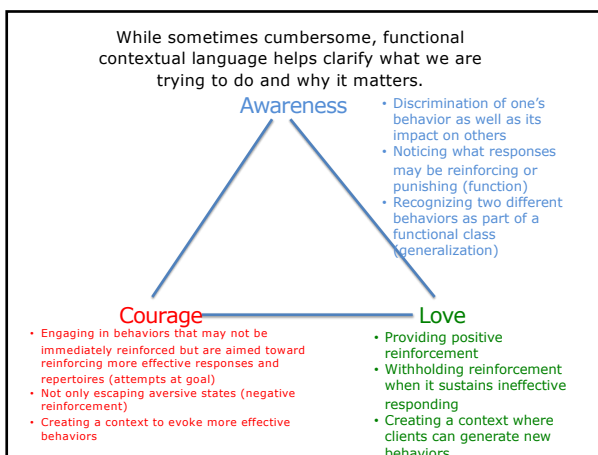 While sometimes cumbersome, functional
contextual language helps clarify what we are
trying to do and why it matters.
Awareness
• Discrimination of one's
behavior as well as its
impact on others
• Noticing what responses
may be reinforcing or
punishing (function)
• Recognizing two different
behaviors as part of a
functional class
(generalization)
Courage
• Engaging in behaviors that may not be
immediately reinforced but are aimed toward
reinforcing more effective responses and
repertoires (attempts at goal)
• Not only escaping aversive states (negative
reinforcement)
• Creating a context to evoke more effective
behaviors
Love
• Providing positive
reinforcement
• Withholding reinforcement
when it sustains ineffective
responding
• Creating a context where
clients can generate new
behaviors